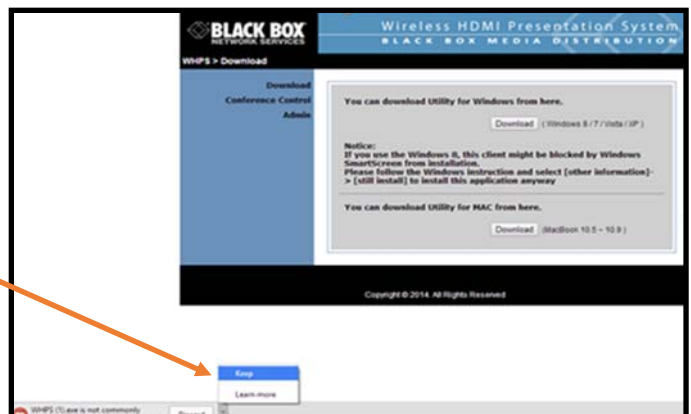 BLACK BOX
NETWORK SERVICES
Wireless HDMI Presentation System
BLACK BOX MEDIA DISTRIBUTION
WHPS > Download
Download
Conference Control
Admin
You can download Utility for Windows from here.
Download ( Windows 8 / 7 / Vista / XP )
Notice:
If you use the Windows 8, this client might be blocked by Windows
SmartScreen from installation.
Please follow the Windows instruction and select [other information]-
> [still install] to install this application anyway
You can download Utility for MAC from here.
Download (MacBook 10.5 ~ 10.9 )
Copyright © 2014. All Rights Reserved
Keep
Learn more
WHPS (1).exe is not commonly
Discard